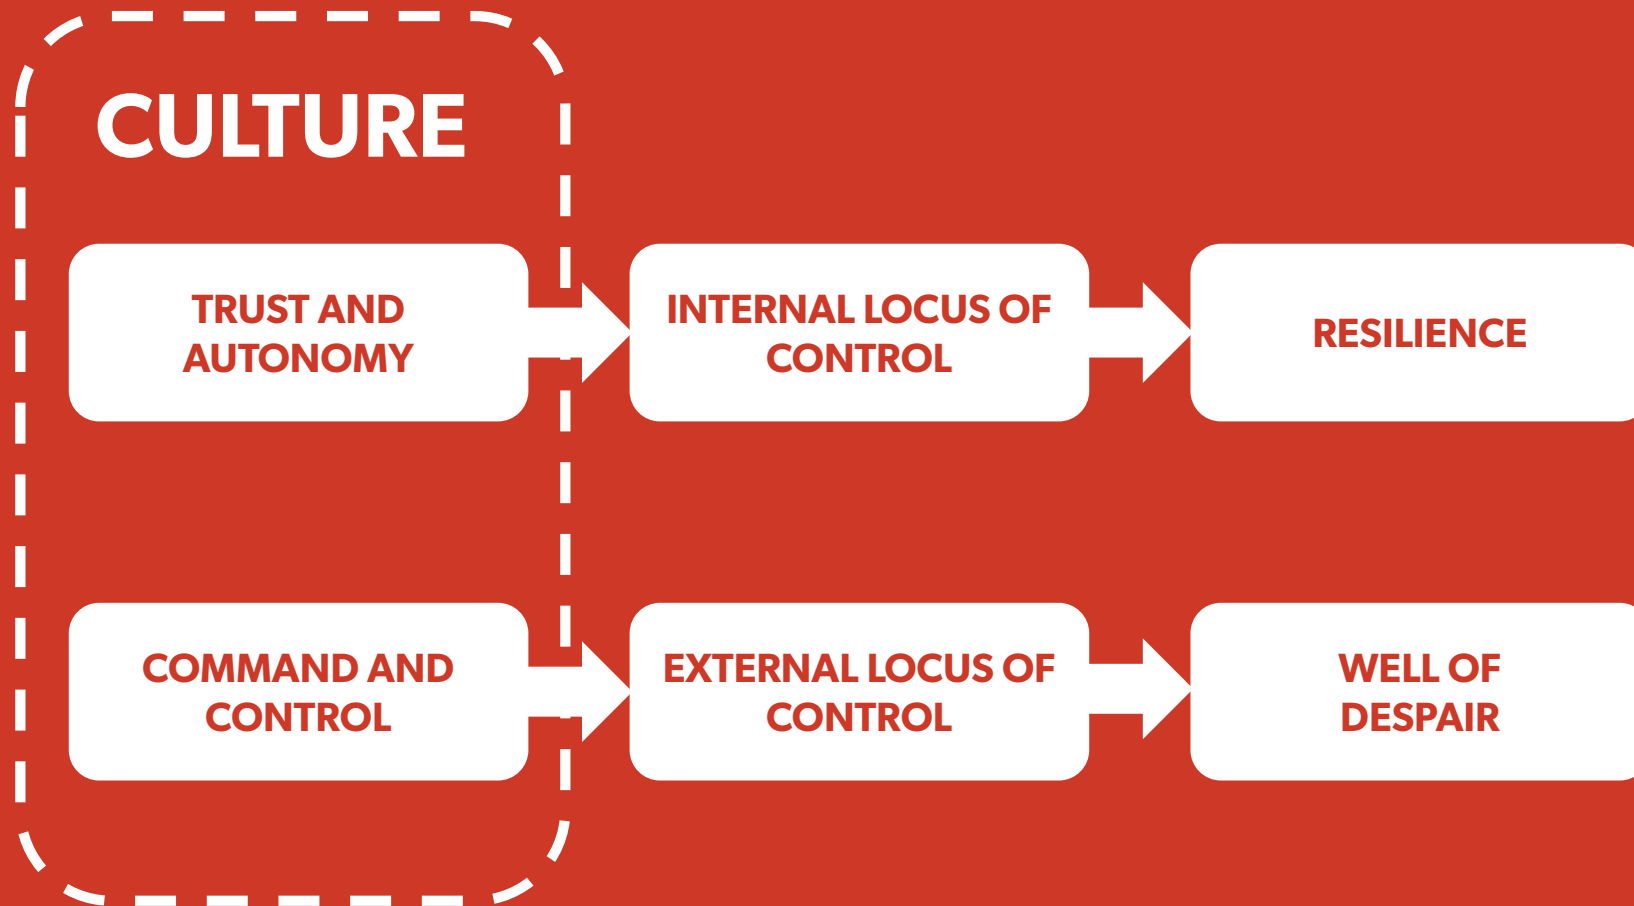 CULTURE
TRUST AND
AUTONOMY
INTERNAL LOCUS OF
CONTROL
RESILIENCE
COMMAND AND
CONTROL
EXTERNAL LOCUS OF
CONTROL
WELL OF
DESPAIR